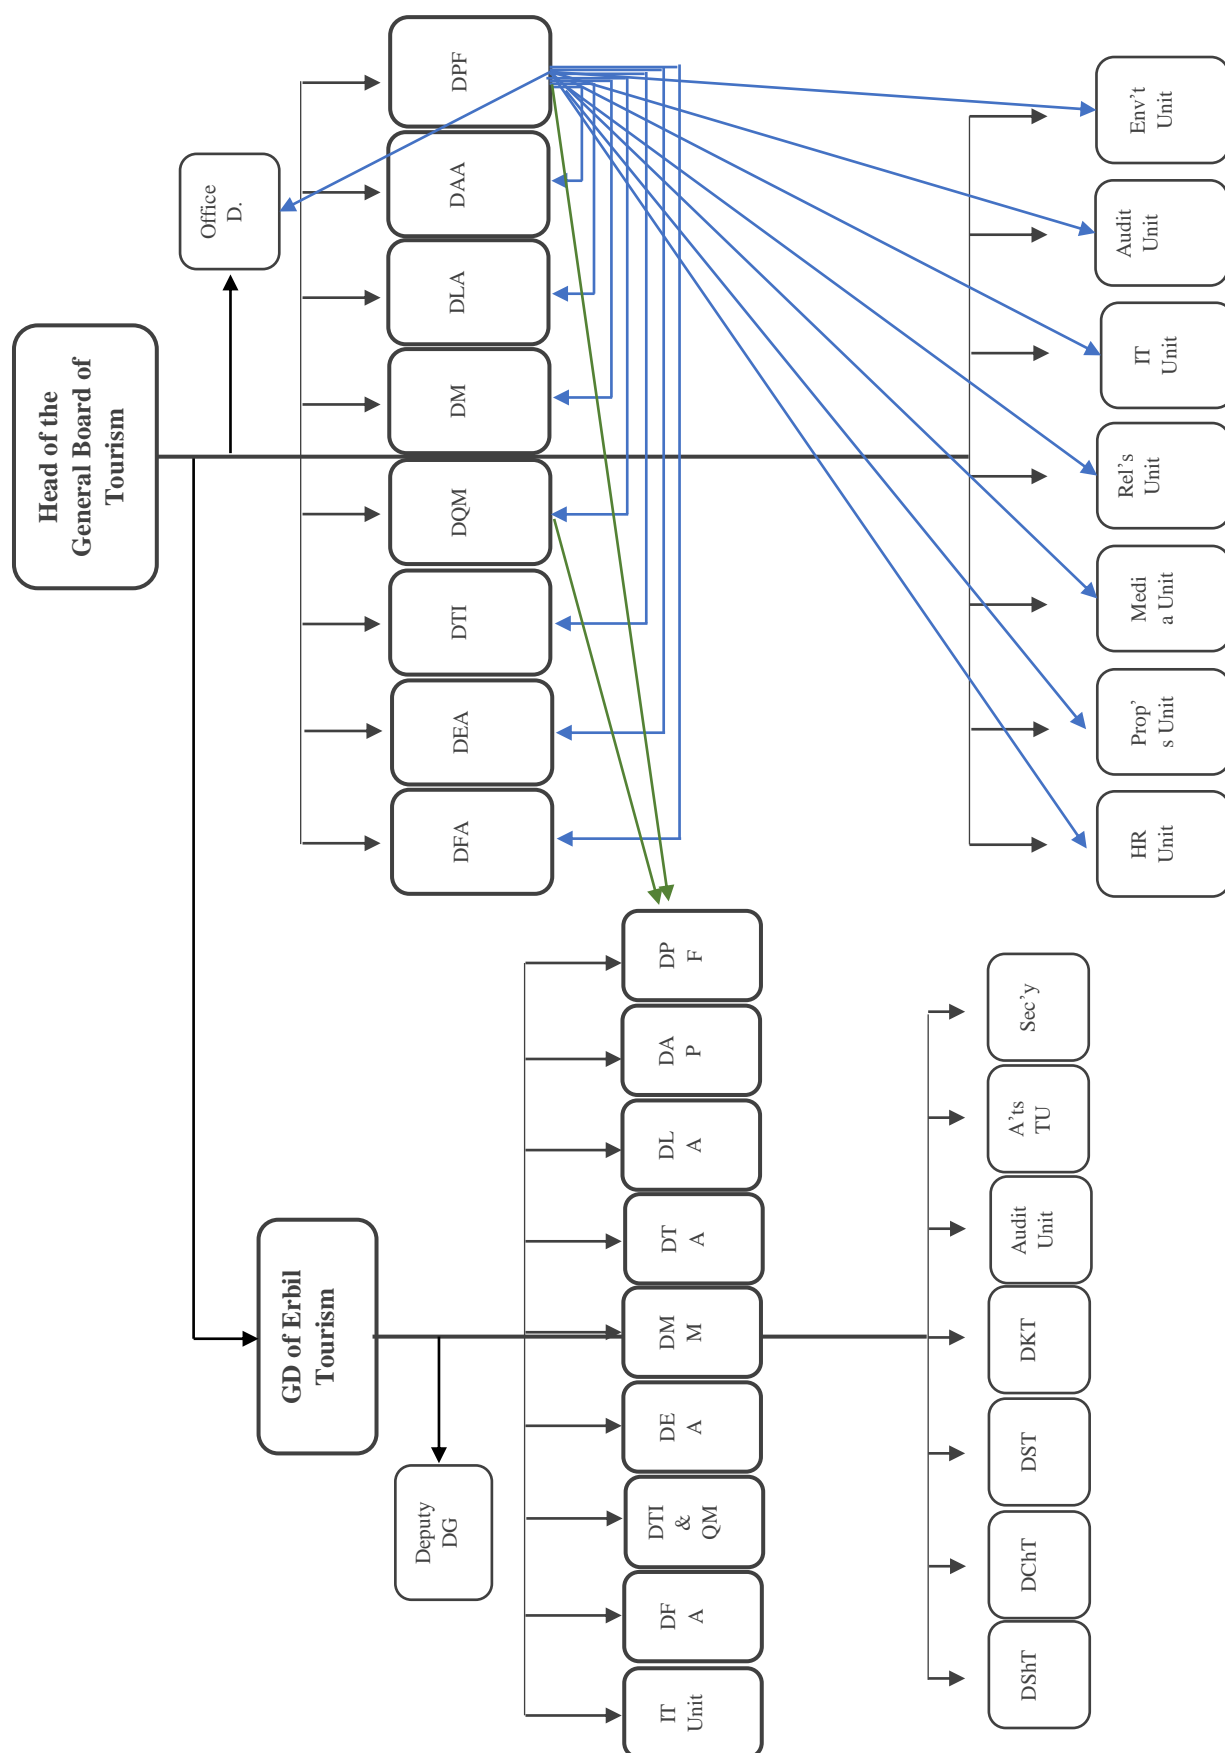 Head of the
General Board of
Tourism
Office
D.
GD of Erbil
Tourism
DFA
DEA
DTI
DQM
DM
DLA
DAA
DPF
Deputy
DG
IT
Unit
DF
A
DTI
&
QM
DE
A
DM
M
DT
A
DL
A
DA
P
DP
F
DShT
DChT
DST
DKT
Audit
Unit
A’ts
TU
Sec’y
HR
Unit
Prop’
s Unit
Medi
a Unit
Rel’s
Unit
IT
Unit
Audit
Unit
Env’t
Unit